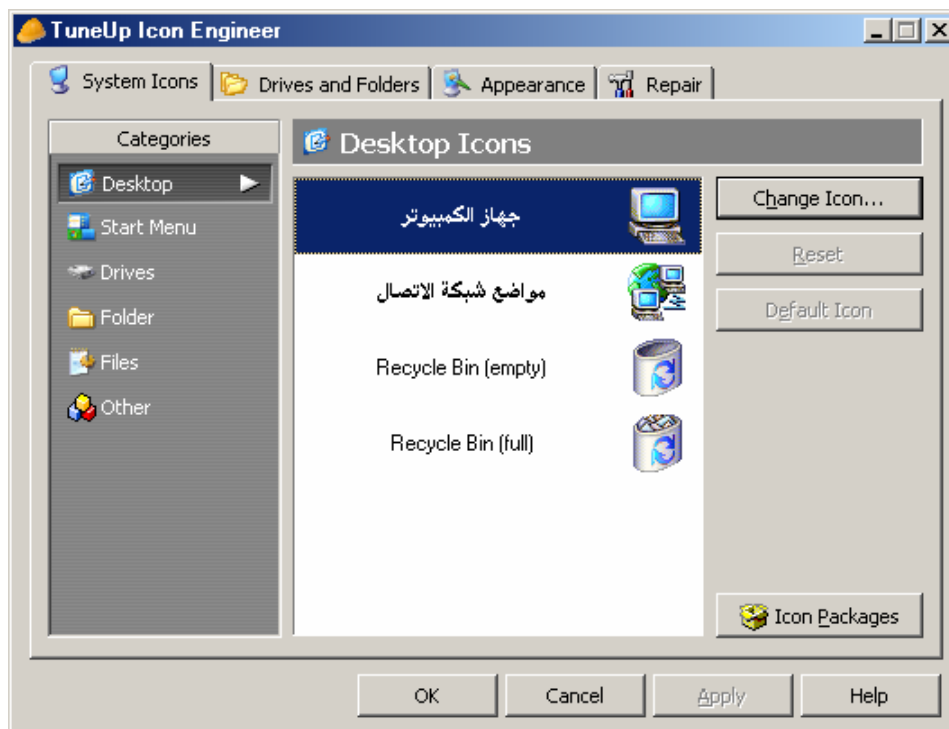 TuneUp Icon Engineer
System Icons
Drives and Folders
Appearance
Repair
Categories
Desktop
Start Menu
Drives
Folder
Files
Other
Desktop Icons
جهاز الكمبيوتر
مواضع شبكة الاتصال
Recycle Bin (empty)
Recycle Bin (full)
Change Icon...
Reset
Default Icon
Icon Packages
OK
Cancel
Apply
Help